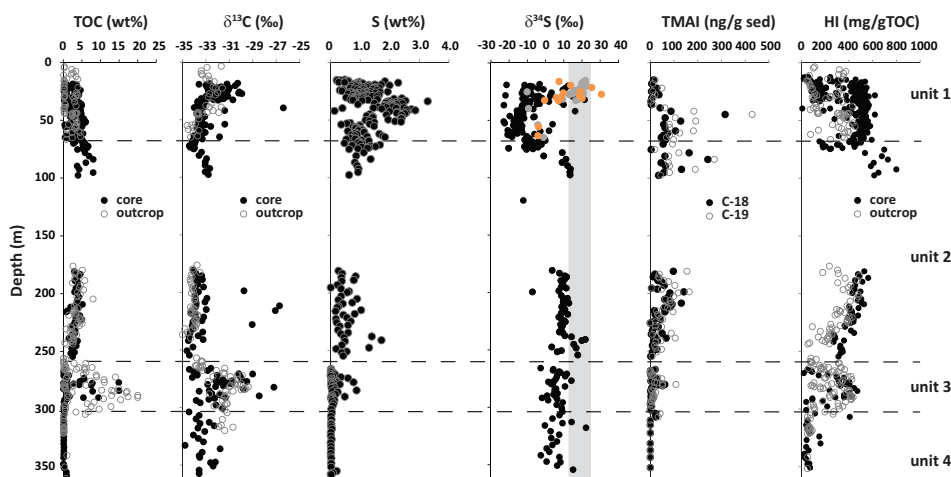 TOC (wt%) δ¹³C (‰) S (wt%) δ³⁴S (‰) TMAI (ng/g sed) HI (mg/gTOC)
0 5 10 15 20 -35 -33 -31 -29 -27 -25 0 1.0 2.0 3.0 4.0 -30 -20 -10 0 10 20 30 40 0 100 200 300 400 500 0 200 400 600 800 1000
0
unit 1
50
100
core core C-18 core
outcrop outcrop C-19 outcrop
150
Depth (m)
unit 2
200
250
unit 3
300
350
unit 4